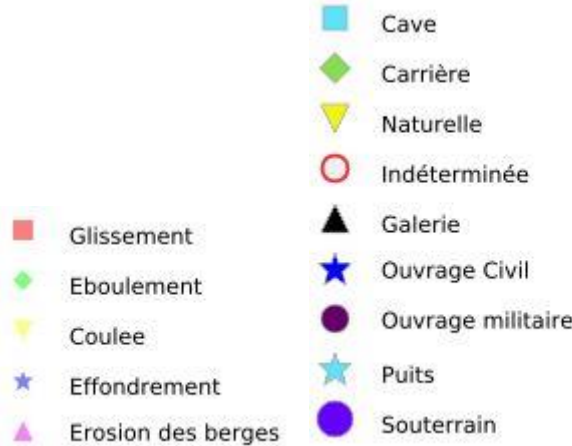 Glissement
Eboulement
Coulee
Effondrement
Erosion des berges
Cave
Carrière
Naturelle
Indéterminée
Galerie
Ouvrage Civil
Ouvrage militaire
Puits
Souterrain